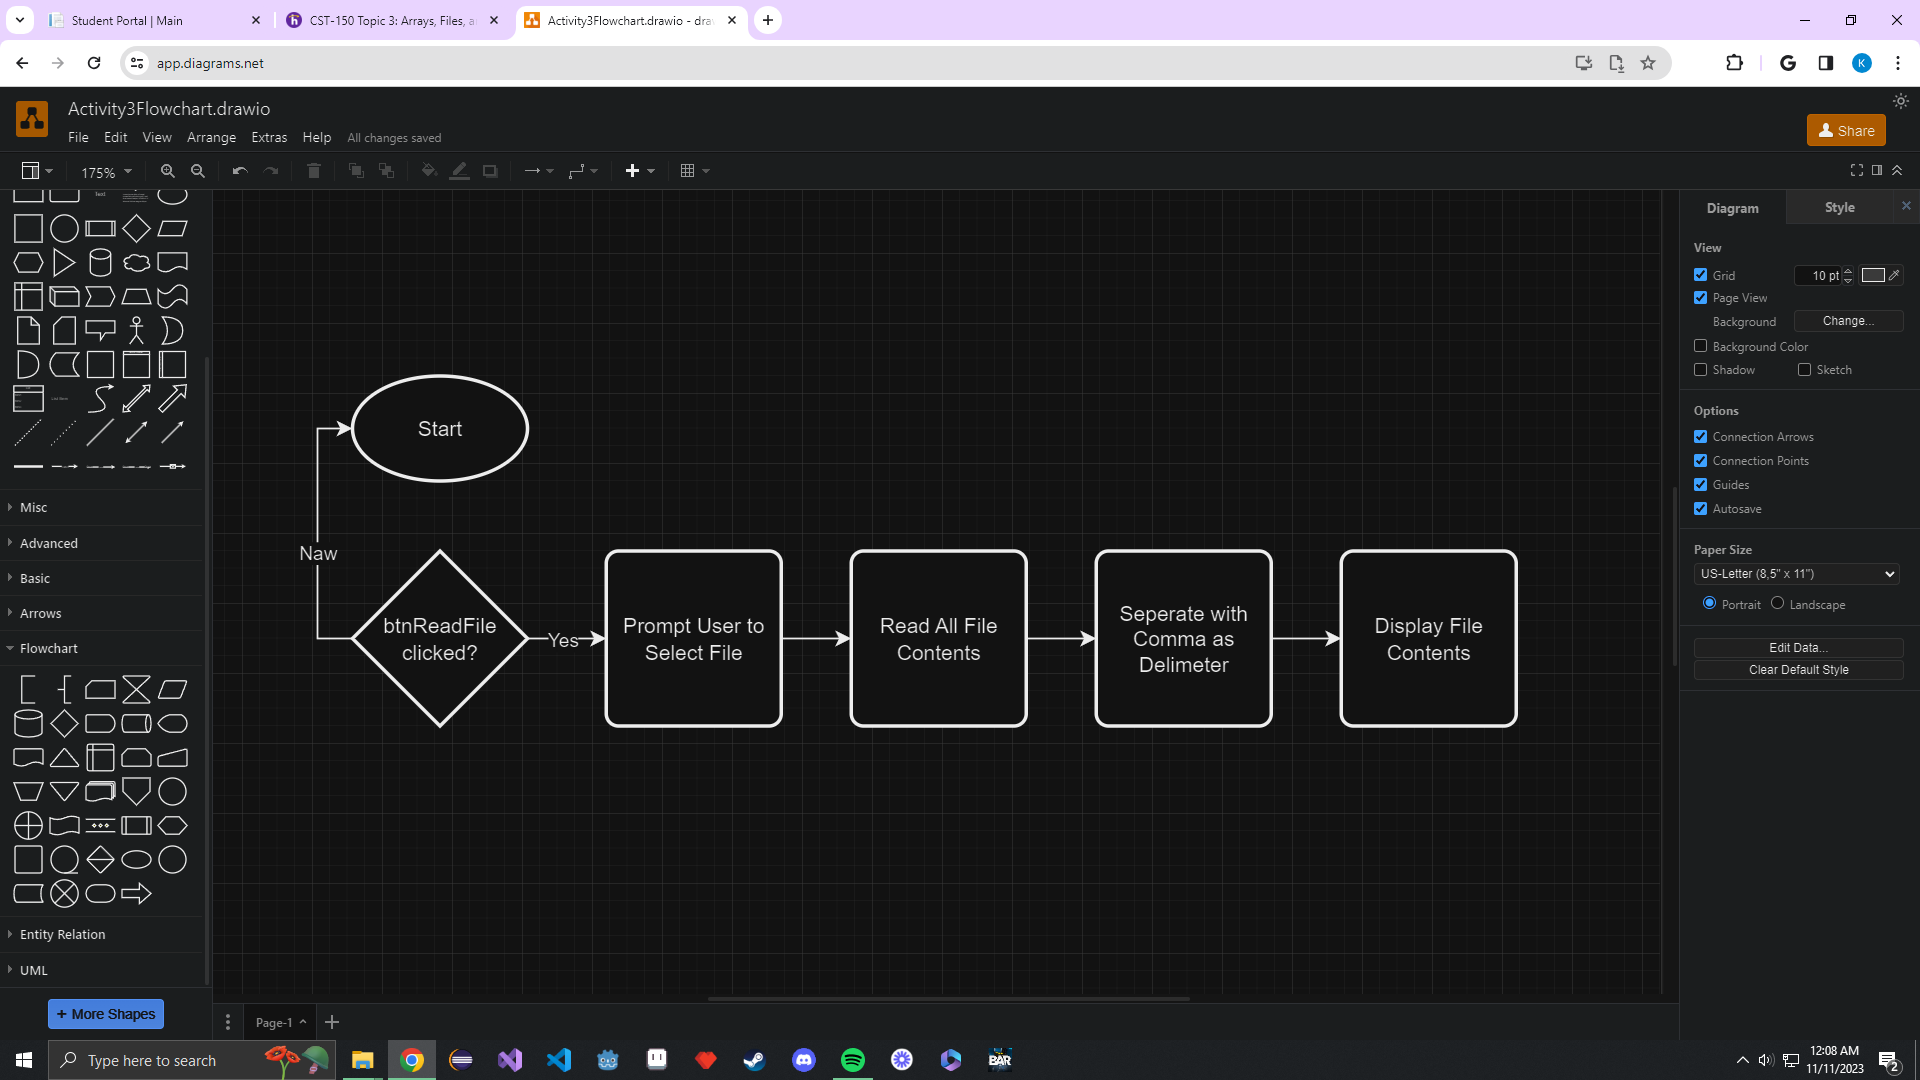 Student Portal | Main
CST-150 Topic 3: Arrays, Files, a
Activity3Flowchart.drawio - dra
app.diagrams.net
K
Activity3Flowchart.drawio
File Edit View Arrange Extras Help All changes saved
Share
175%
Text
List Item
Misc
Advanced
Basic
Arrows
Flowchart
Entity Relation
UML
+ More Shapes
Start
Naw
btnReadFile
clicked?
Yes
Prompt User to
Select File
Read All File
Contents
Seperate with
Comma as
Delimeter
Display File
Contents
Diagram Style
View
Grid 10 pt
Page View
Background Change...
Background Color
Shadow Sketch
Options
Connection Arrows
Connection Points
Guides
Autosave
Paper Size
US-Letter (8,5" x 11")
Portrait Landscape
Edit Data...
Clear Default Style
Page-1
Type here to search
BAR
12:08 AM
11/11/2023
2